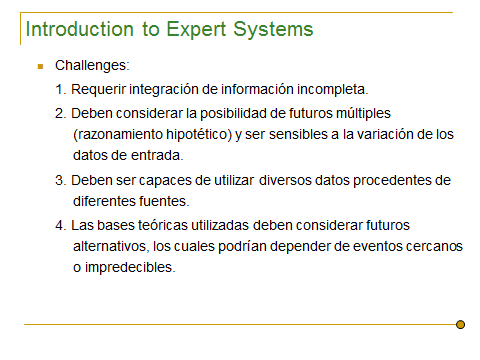 Introduction to Expert Systems
Challenges:
1. Requerir integración de información incompleta.
2. Deben considerar la posibilidad de futuros múltiples
(razonamiento hipotético) y ser sensibles a la variación de los
datos de entrada.
3. Deben ser capaces de utilizar diversos datos procedentes de
diferentes fuentes.
4. Las bases teóricas utilizadas deben considerar futuros
alternativos, los cuales podrían depender de eventos cercanos
o impredecibles.